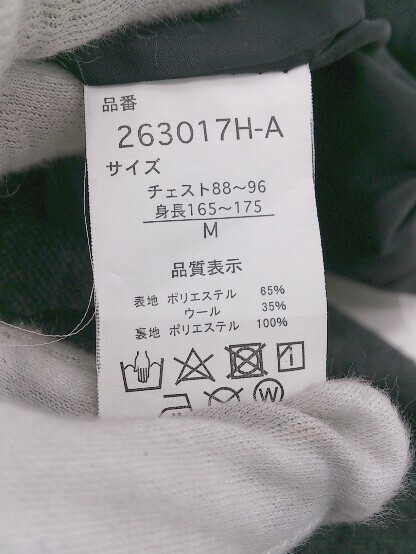 品番
263017H-A
サイズ
チェスト88~96
身長165~175
M
品質表示
表地 ポリエステル 65%
ウール 35%
裏地 ポリエステル 100%
W